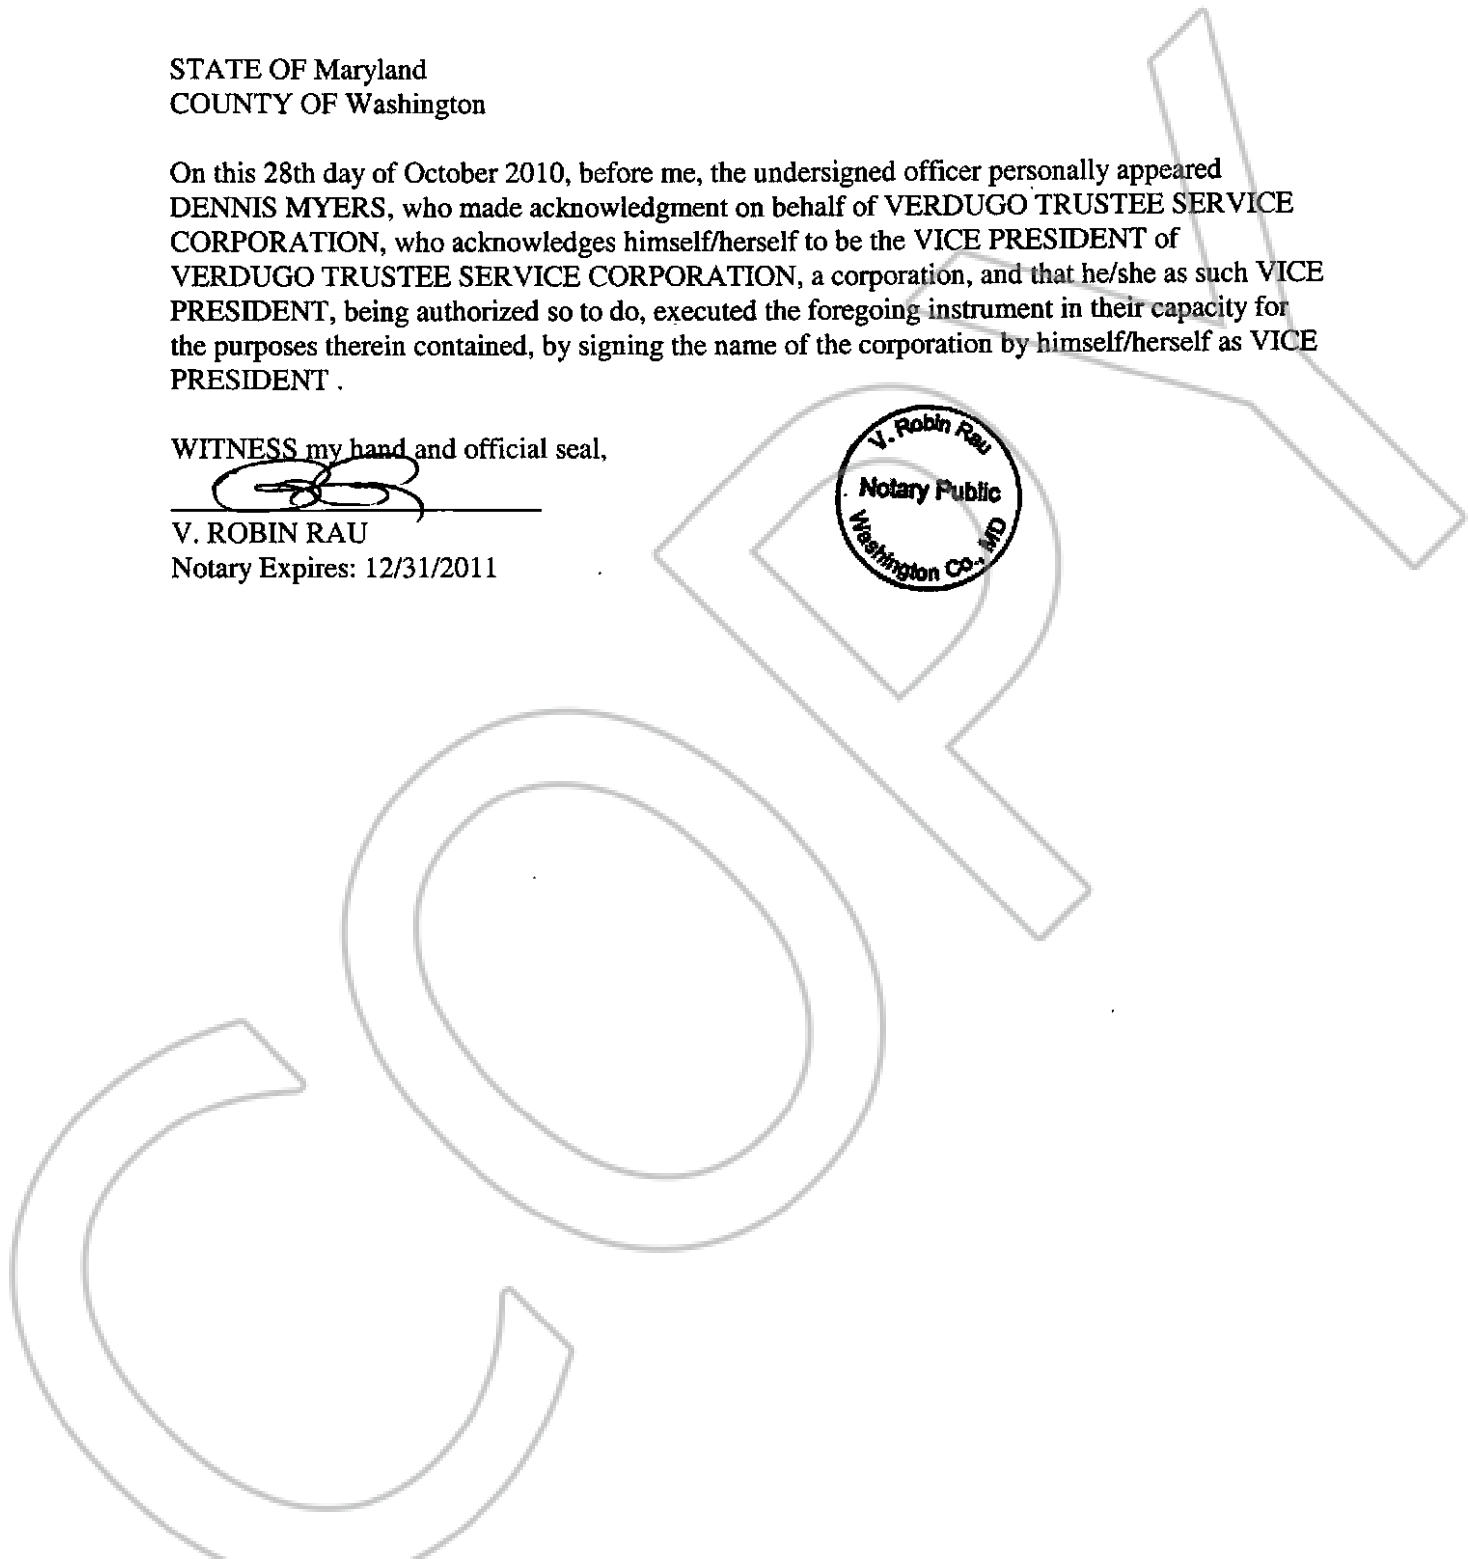 STATE OF Maryland
COUNTY OF Washington
On this 28th day of October 2010, before me, the undersigned officer personally appeared
DENNIS MYERS, who made acknowledgment on behalf of VERDUGO TRUSTEE SERVICE
CORPORATION, who acknowledges himself/herself to be the VICE PRESIDENT of
VERDUGO TRUSTEE SERVICE CORPORATION, a corporation, and that he/she as such VICE
PRESIDENT, being authorized so to do, executed the foregoing instrument in their capacity for
the purposes therein contained, by signing the name of the corporation by himself/herself as VICE
PRESIDENT .
WITNESS my hand and official seal,
V. ROBIN RAU
Notary Expires: 12/31/2011
V. Robin Rau
Notary Public
Washington Co., MD
COPY